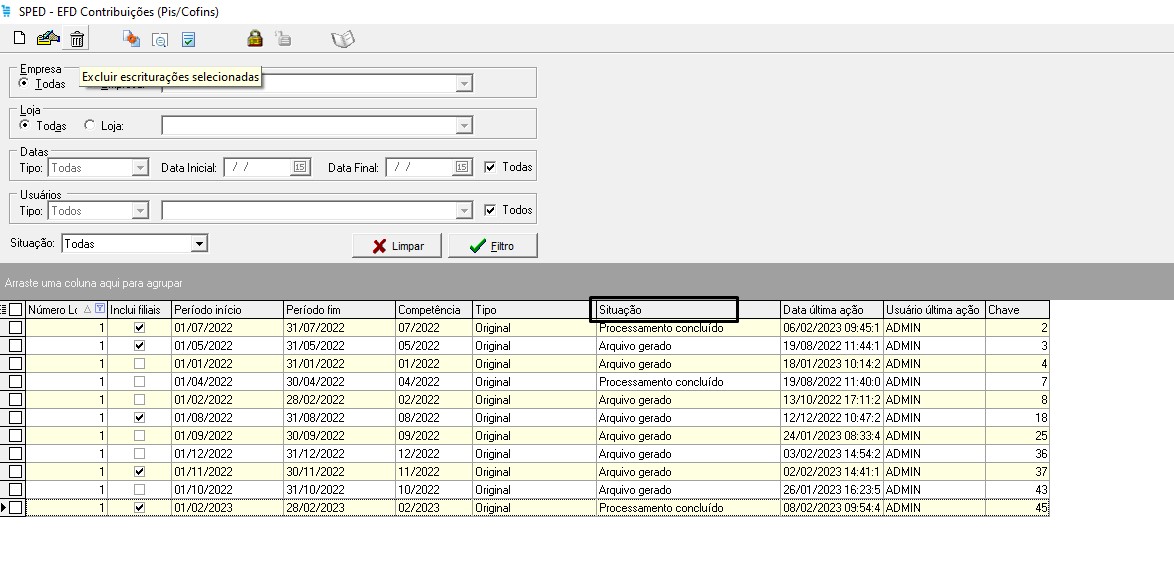 SPED - EFD Contribuições (Pis/Cofins)
Excluir escriturações selecionadas
Empresa
Todas
Loja
Todas Loja:
Datas
Tipo: Todas Data Inicial: / / 15 Data Final: / / 15 Todas
Usuários
Tipo: Todos Todos
Situação: Todas Limpar Filtro
Arraste uma coluna aqui para agrupar
Número Lo Inclui filiais Período início Período fim Competência Tipo Situação Data última ação Usuário última ação Chave
1 01/07/2022 31/07/2022 07/2022 Original Processamento concluído 06/02/2023 09:45:1 ADMIN 2
1 01/05/2022 31/05/2022 05/2022 Original Arquivo gerado 19/08/2022 11:44:1 ADMIN 3
1 01/01/2022 31/01/2022 01/2022 Original Arquivo gerado 18/01/2023 10:14:2 ADMIN 4
1 01/04/2022 30/04/2022 04/2022 Original Processamento concluído 19/08/2022 11:40:0 ADMIN 7
1 01/02/2022 28/02/2022 02/2022 Original Arquivo gerado 13/10/2022 17:11:2 ADMIN 8
1 01/08/2022 31/08/2022 08/2022 Original Arquivo gerado 12/12/2022 10:47:2 ADMIN 18
1 01/09/2022 30/09/2022 09/2022 Original Arquivo gerado 24/01/2023 08:33:4 ADMIN 25
1 01/12/2022 31/12/2022 12/2022 Original Arquivo gerado 03/02/2023 14:54:2 ADMIN 36
1 01/11/2022 30/11/2022 11/2022 Original Arquivo gerado 02/02/2023 14:41:1 ADMIN 37
1 01/10/2022 31/10/2022 10/2022 Original Arquivo gerado 26/01/2023 16:23:5 ADMIN 43
1 01/02/2023 28/02/2023 02/2023 Original Processamento concluído 08/02/2023 09:54:4 ADMIN 45